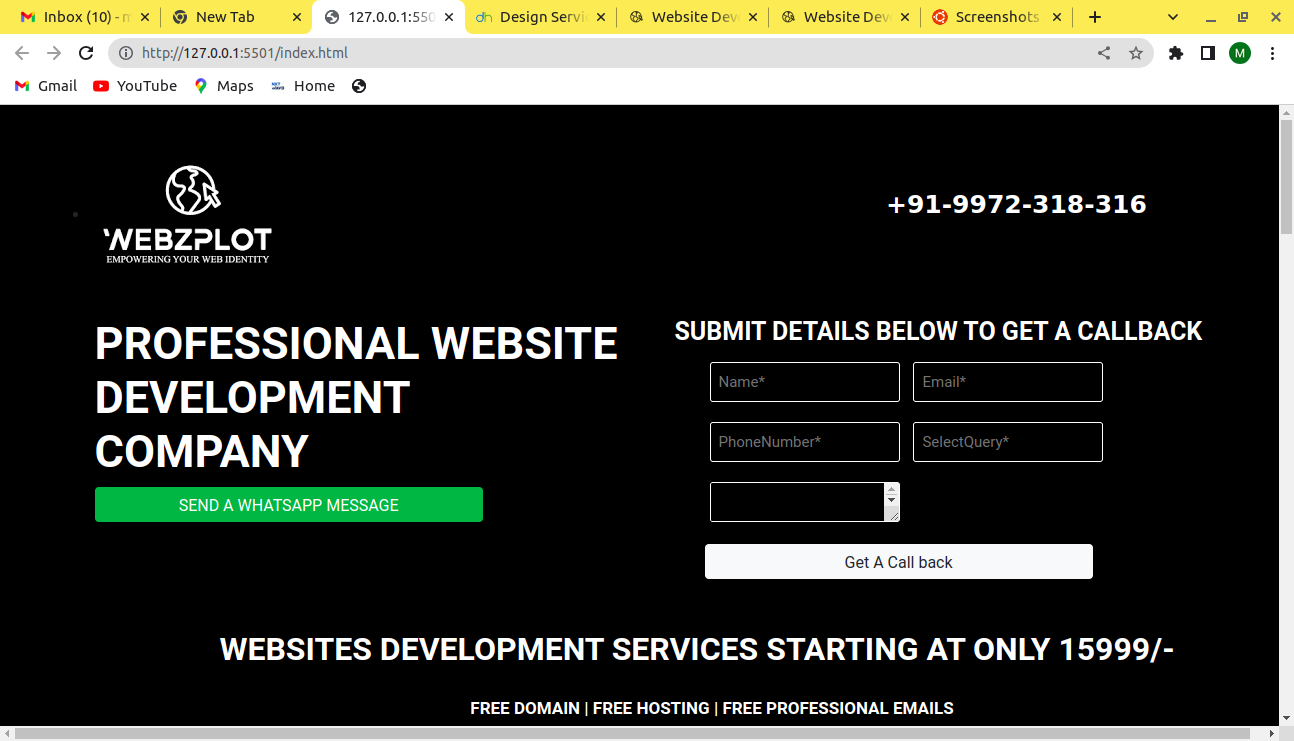 Inbox (10) - m
New Tab
127.0.0.1:550
Design Servi
Website Dev
Website Dev
Screenshots
http://127.0.0.1:5501/index.html
M
Gmail
YouTube
Maps
Home
WEBZPLOT
EMPOWERING YOUR WEB IDENTITY
+91-9972-318-316
PROFESSIONAL WEBSITE
DEVELOPMENT
COMPANY
SEND A WHATSAPP MESSAGE
SUBMIT DETAILS BELOW TO GET A CALLBACK
Name*
Email*
PhoneNumber*
SelectQuery*
Get A Call back
WEBSITES DEVELOPMENT SERVICES STARTING AT ONLY 15999/-
FREE DOMAIN | FREE HOSTING | FREE PROFESSIONAL EMAILS